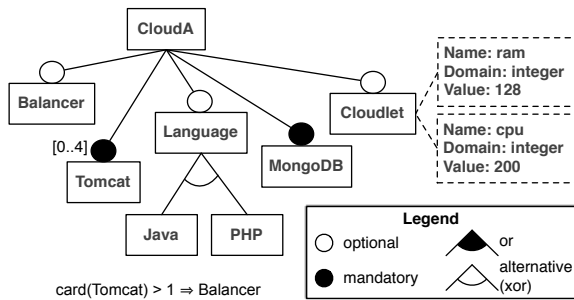 CloudA
Name: ram
Domain: integer
Value: 128
Balancer
Cloudlet
Language
[0..4]
MongoDB
Name: cpu
Domain: integer
Value: 200
Tomcat
Java
PHP
Legend
optional
or
mandatory
alternative
(xor)
card(Tomcat) > 1 ⇒ Balancer